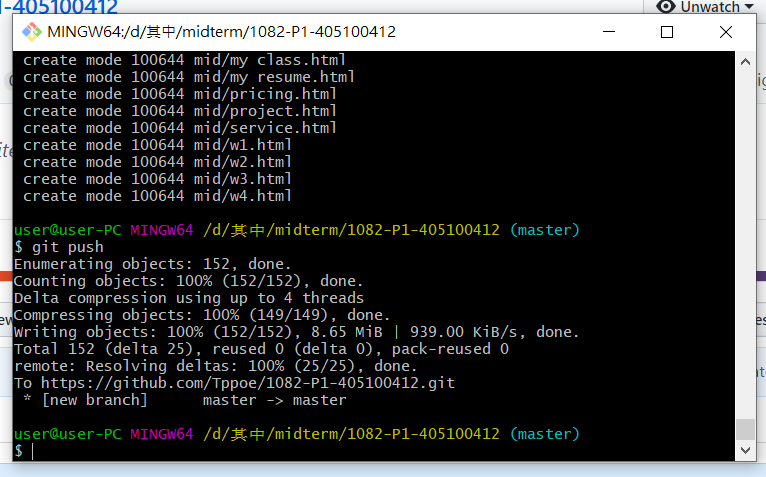 1-405100412
Unwatch
MINGW64:/d/其中/midterm/1082-P1-405100412
create mode 100644 mid/my class.html
create mode 100644 mid/my resume.html
create mode 100644 mid/pricing.html
create mode 100644 mid/project.html
create mode 100644 mid/service.html
create mode 100644 mid/w1.html
create mode 100644 mid/w2.html
create mode 100644 mid/w3.html
create mode 100644 mid/w4.html
user@user-PC MINGW64 /d/其中/midterm/1082-P1-405100412 (master)
$ git push
Enumerating objects: 152, done.
Counting objects: 100% (152/152), done.
Delta compression using up to 4 threads
Compressing objects: 100% (149/149), done.
Writing objects: 100% (152/152), 8.65 MiB | 939.00 KiB/s, done.
Total 152 (delta 25), reused 0 (delta 0), pack-reused 0
remote: Resolving deltas: 100% (25/25), done.
To https://github.com/Tppoe/1082-P1-405100412.git
* [new branch]      master -> master
user@user-PC MINGW64 /d/其中/midterm/1082-P1-405100412 (master)
$